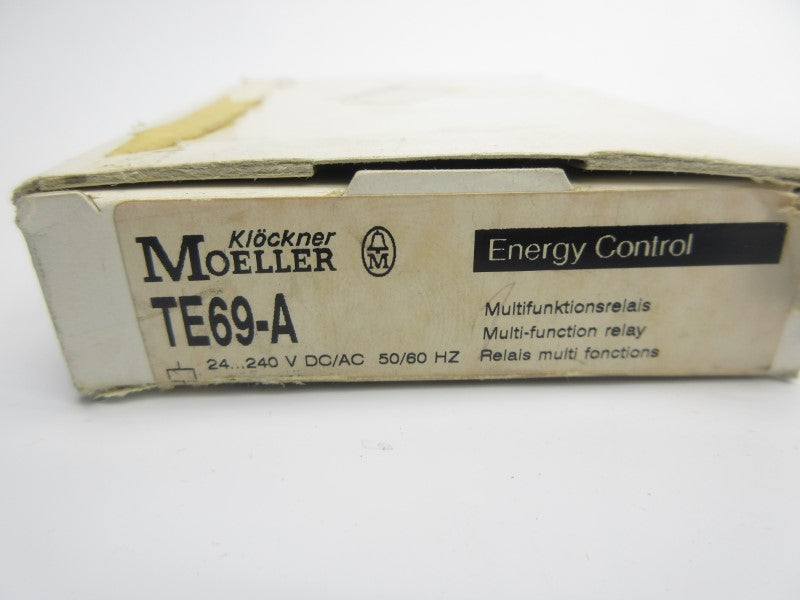 Klöckner
MOELLER
M
Energy Control
TE69-A
Multifunktionsrelais
Multi-function relay
24...240 V DC/AC 50/60 HZ
Relais multi fonctions